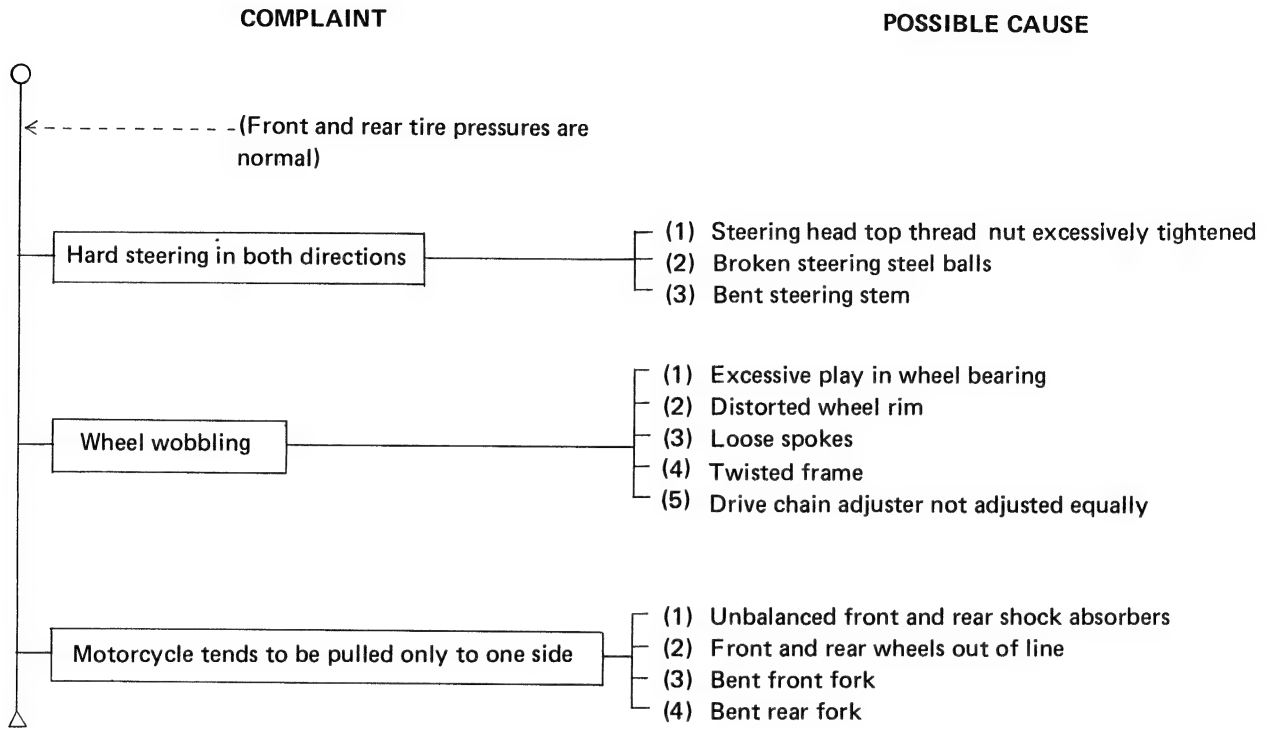 COMPLAINT
POSSIBLE CAUSE
(Front and rear tire pressures are
normal)
Hard steering in both directions
(1) Steering head top thread nut excessively tightened
(2) Broken steering steel balls
(3) Bent steering stem
Wheel wobbling
(1) Excessive play in wheel bearing
(2) Distorted wheel rim
(3) Loose spokes
(4) Twisted frame
(5) Drive chain adjuster not adjusted equally
Motorcycle tends to be pulled only to one side
(1) Unbalanced front and rear shock absorbers
(2) Front and rear wheels out of line
(3) Bent front fork
(4) Bent rear fork